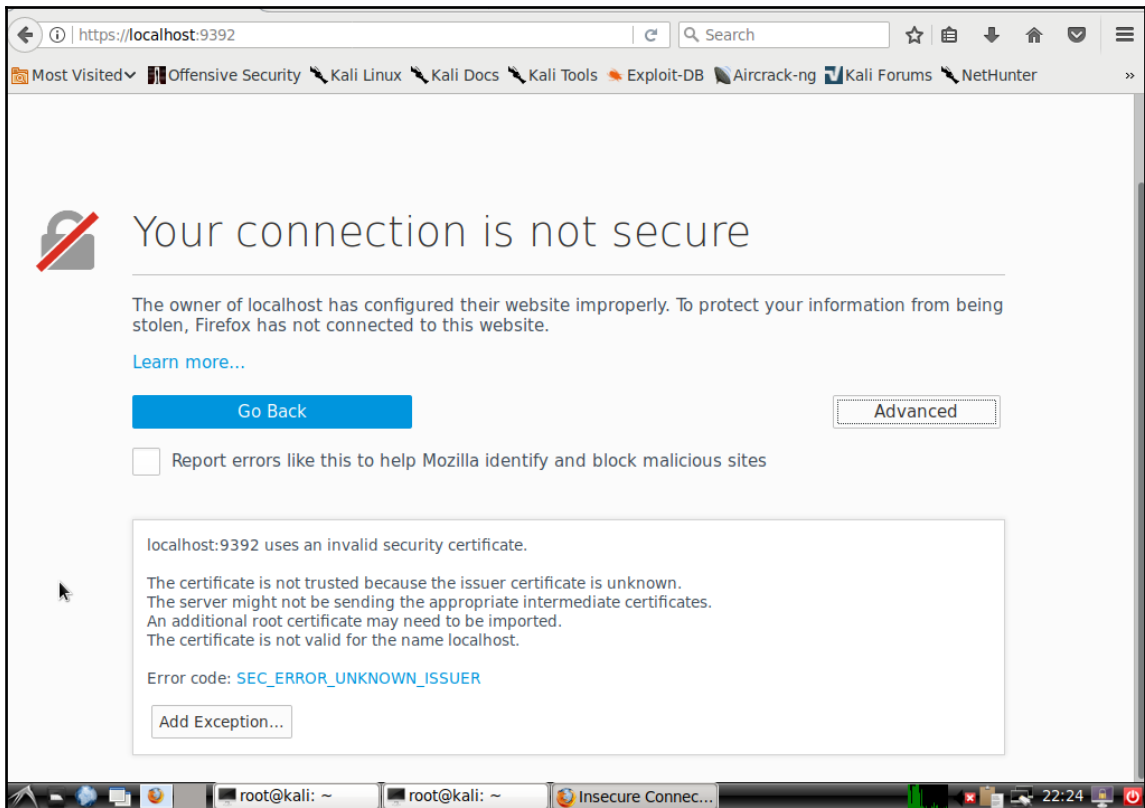 https://localhost:9392
Search
Most Visited Offensive Security Kali Linux Kali Docs Kali Tools Exploit-DB Aircrack-ng Kali Forums NetHunter »
Your connection is not secure
The owner of localhost has configured their website improperly. To protect your information from being
stolen, Firefox has not connected to this website.
Learn more...
Go Back
Advanced
Report errors like this to help Mozilla identify and block malicious sites
localhost:9392 uses an invalid security certificate.
The certificate is not trusted because the issuer certificate is unknown.
The server might not be sending the appropriate intermediate certificates.
An additional root certificate may need to be imported.
The certificate is not valid for the name localhost.
Error code: SEC_ERROR_UNKNOWN_ISSUER
Add Exception...
root@kali: ~
root@kali: ~
Insecure Connec...
22:24